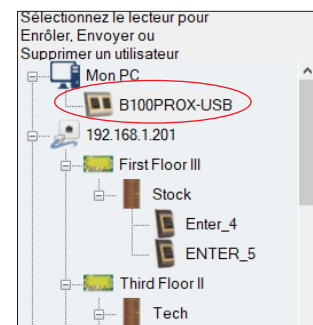 Sélectionnez le lecteur pour
Enrôler, Envoyer ou
Supprimer un utilisateur
Mon PC
B100PROX-USB
192.168.1.201
First Floor III
Stock
Enter_4
ENTER_5
Third Floor II
Tech